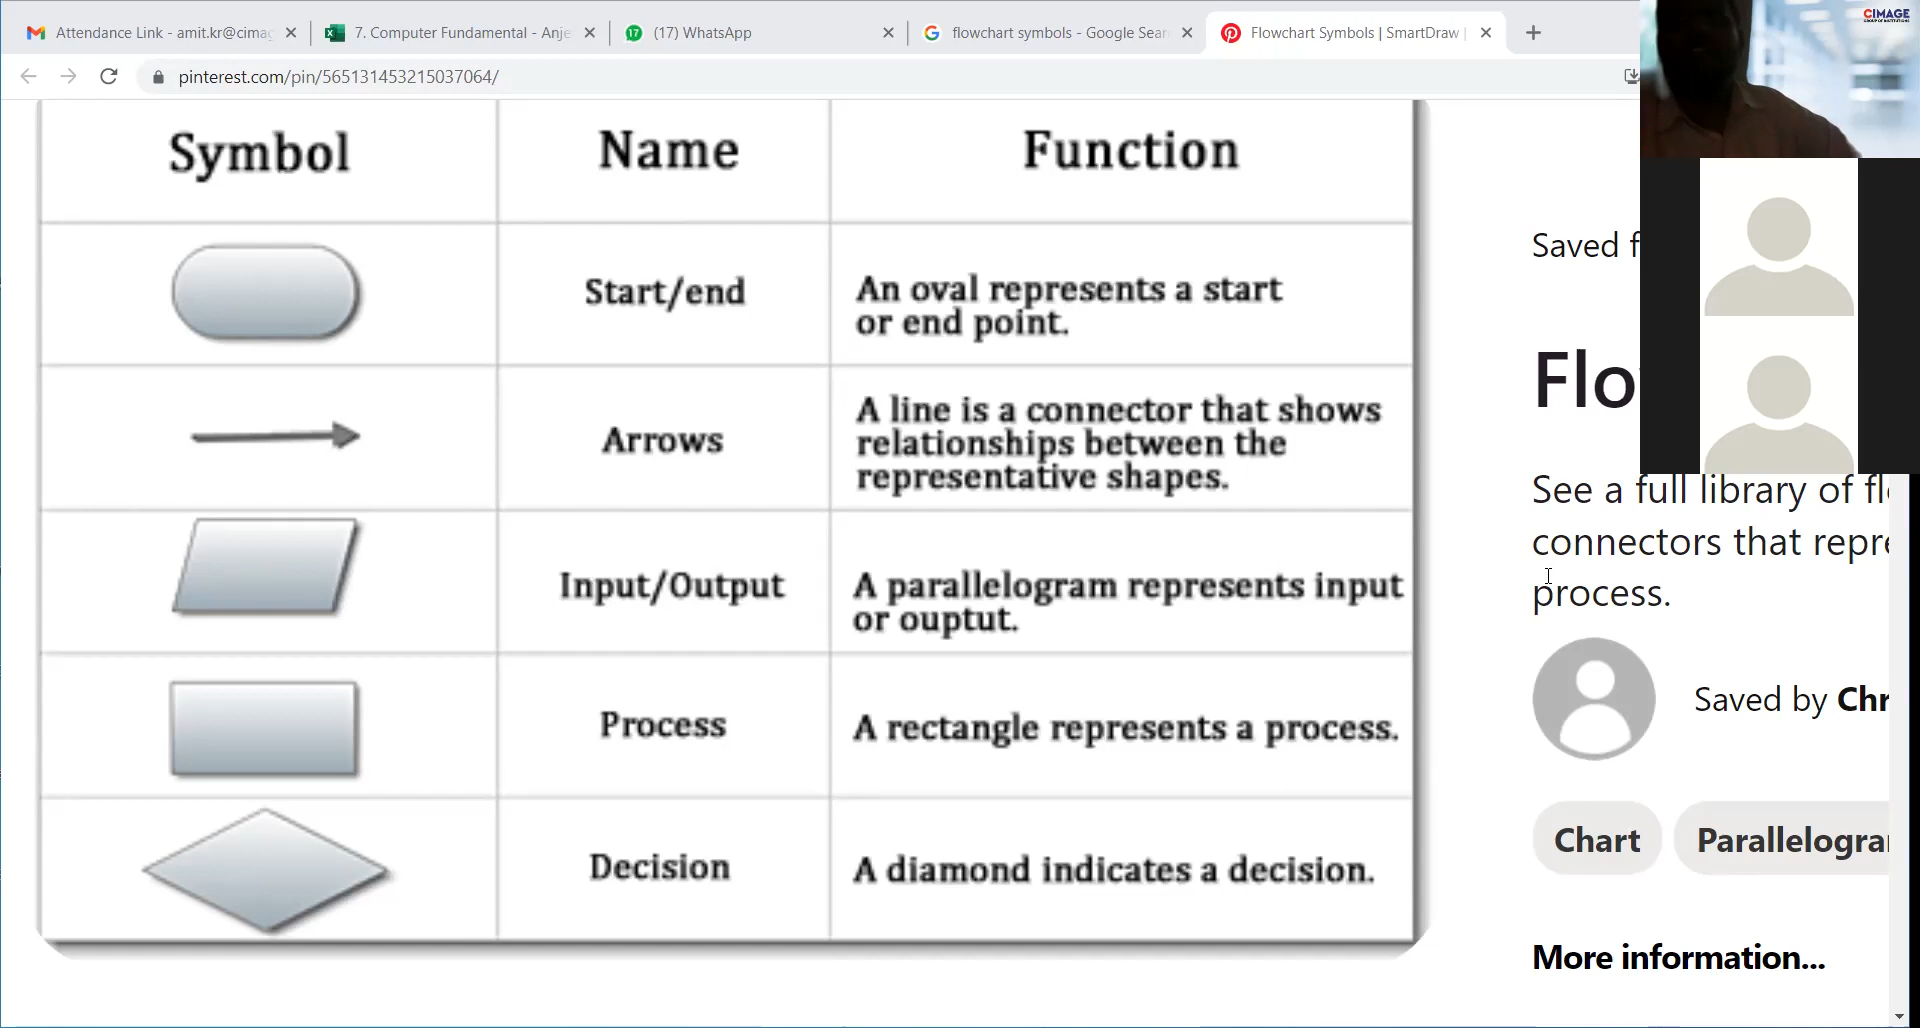 Attendance Link - amit.kr@cimag
7. Computer Fundamental - Anje
17 (17) WhatsApp
flowchart symbols - Google Sear
Flowchart Symbols | SmartDraw |
pinterest.com/pin/565131453215037064/
CIMAGE
Symbol Name Function
Start/end
An oval represents a start
or end point.
Arrows
A line is a connector that shows
relationships between the
representative shapes.
Input/Output
A parallelogram represents input
or ouptut.
Process
A rectangle represents a process.
Decision
A diamond indicates a decision.
Saved f
Flo
See a full library of fl
connectors that repre
process.
Saved by Chr
Chart
Parallelogra
More information...